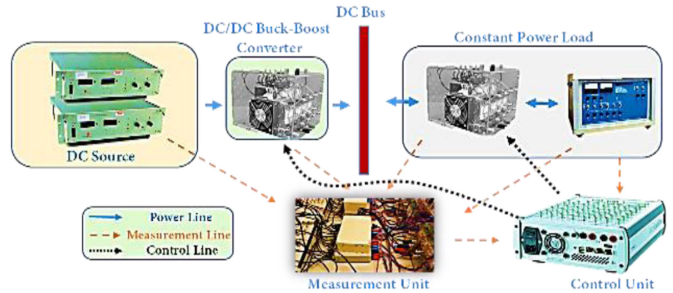 DC Bus
DC/DC Buck-Boost
Converter
Constant Power Load
DC Source
Power Line
Measurement Line
Control Line
Measurement Unit
Control Unit